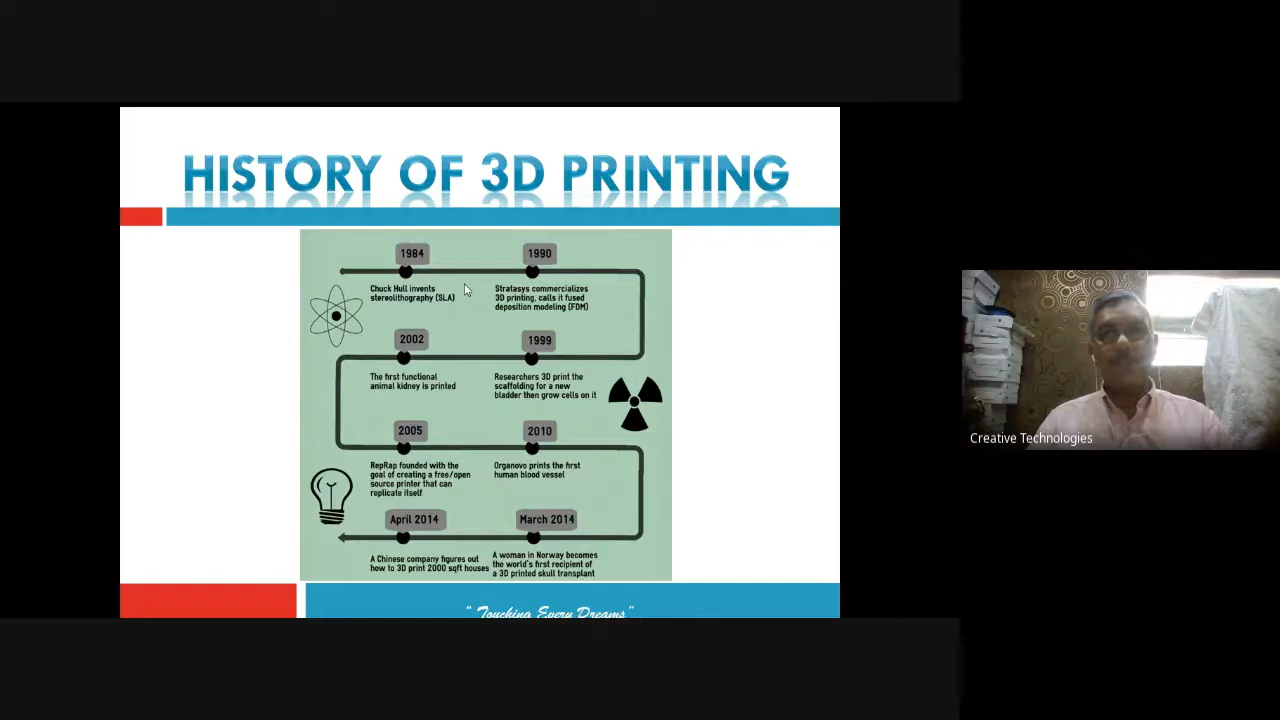 HISTORY OF 3D PRINTING
1984
Chuck Hull invents
stereolithography (SLA)
1990
Stratasys commercializes
3D printing, calls it fused
deposition modeling (FDM)
2002
The first functional
animal kidney is printed
1999
Researchers 3D print the
scaffolding for a new
bladder then grow cells on it
2005
RepRap founded with the
goal of creating a free/open
source printer that can
replicate itself
2010
Organovo prints the first
human blood vessel
April 2014
A Chinese company figures out
how to 3D print 2000 sqft houses
March 2014
A woman in Norway becomes
the world's first recipient of
a 3D printed skull transplant
" Touching Every Dreams"
Creative Technologies